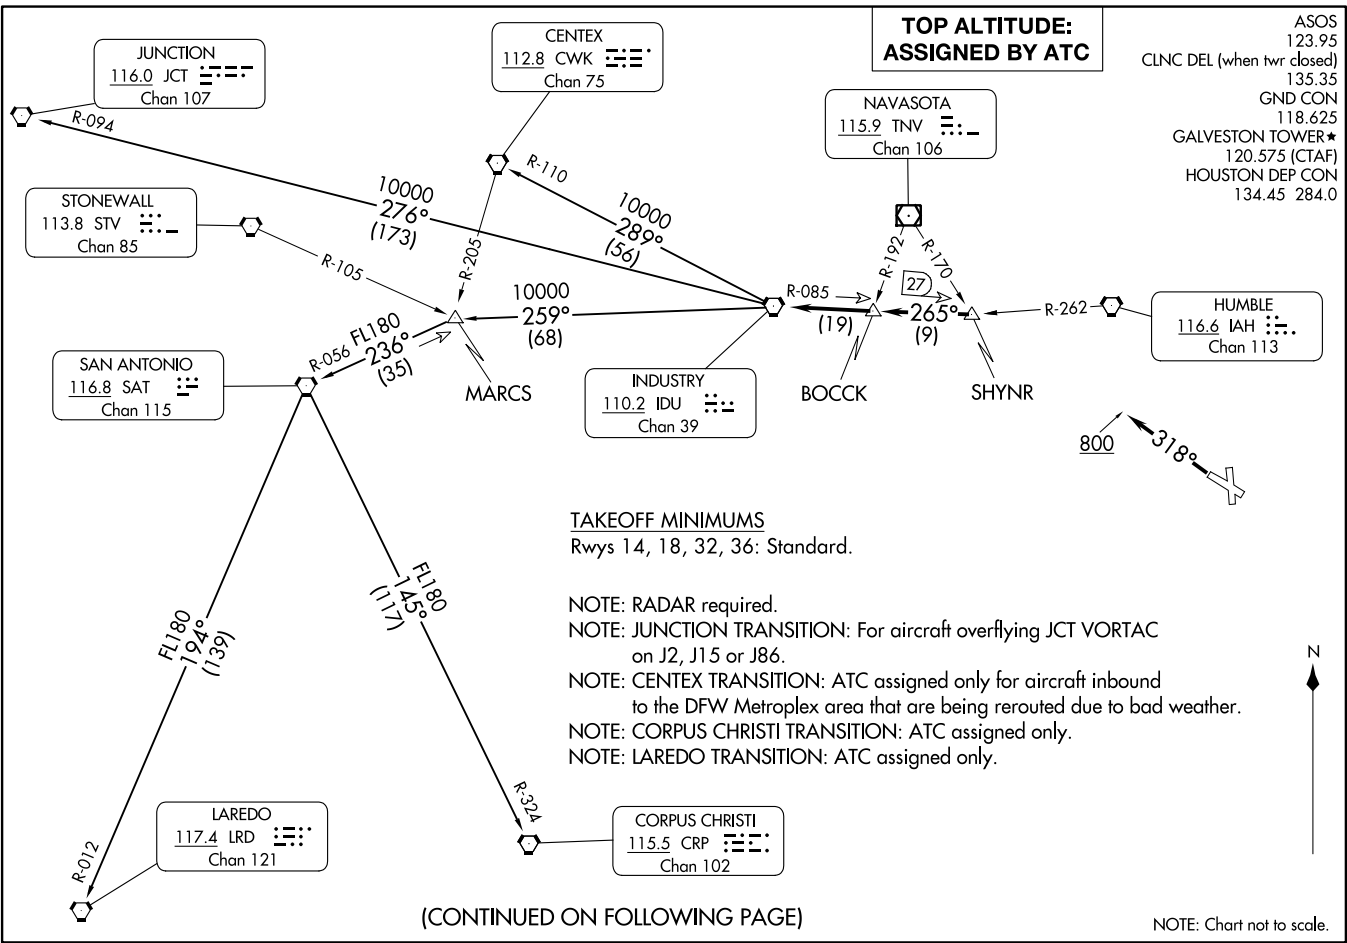 TOP ALTITUDE:
ASSIGNED BY ATC
ASOS
123.95
CLNC DEL (when twr closed)
135.35
GND CON
118.625
GALVESTON TOWER★
120.575 (CTAF)
HOUSTON DEP CON
134.45 284.0
JUNCTION
116.0 JCT
Chan 107
CENTEX
112.8 CWK
Chan 75
NAVASOTA
115.9 TNV
Chan 106
R-094
R-110
STONEWALL
113.8 STV
Chan 85
10000
276°
(173)
10000
289°
(56)
R-105
R-205
R-192
R-170
10000
259°
(68)
R-085
(19)
27
265°
(9)
R-262
HUMBLE
116.6 IAH
Chan 113
FL180
236°
(35)
R-056
SAN ANTONIO
116.8 SAT
Chan 115
MARCS
INDUSTRY
110.2 IDU
Chan 39
BOCCK
SHYNR
800
318°
TAKEOFF MINIMUMS
Rwys 14, 18, 32, 36: Standard.
NOTE: RADAR required.
NOTE: JUNCTION TRANSITION: For aircraft overflying JCT VORTAC
on J2, J15 or J86.
NOTE: CENTEX TRANSITION: ATC assigned only for aircraft inbound
to the DFW Metroplex area that are being rerouted due to bad weather.
NOTE: CORPUS CHRISTI TRANSITION: ATC assigned only.
NOTE: LAREDO TRANSITION: ATC assigned only.
FL180
194°
(139)
FL180
145°
(117)
N
R-324
R-012
LAREDO
117.4 LRD
Chan 121
CORPUS CHRISTI
115.5 CRP
Chan 102
(CONTINUED ON FOLLOWING PAGE)
NOTE: Chart not to scale.